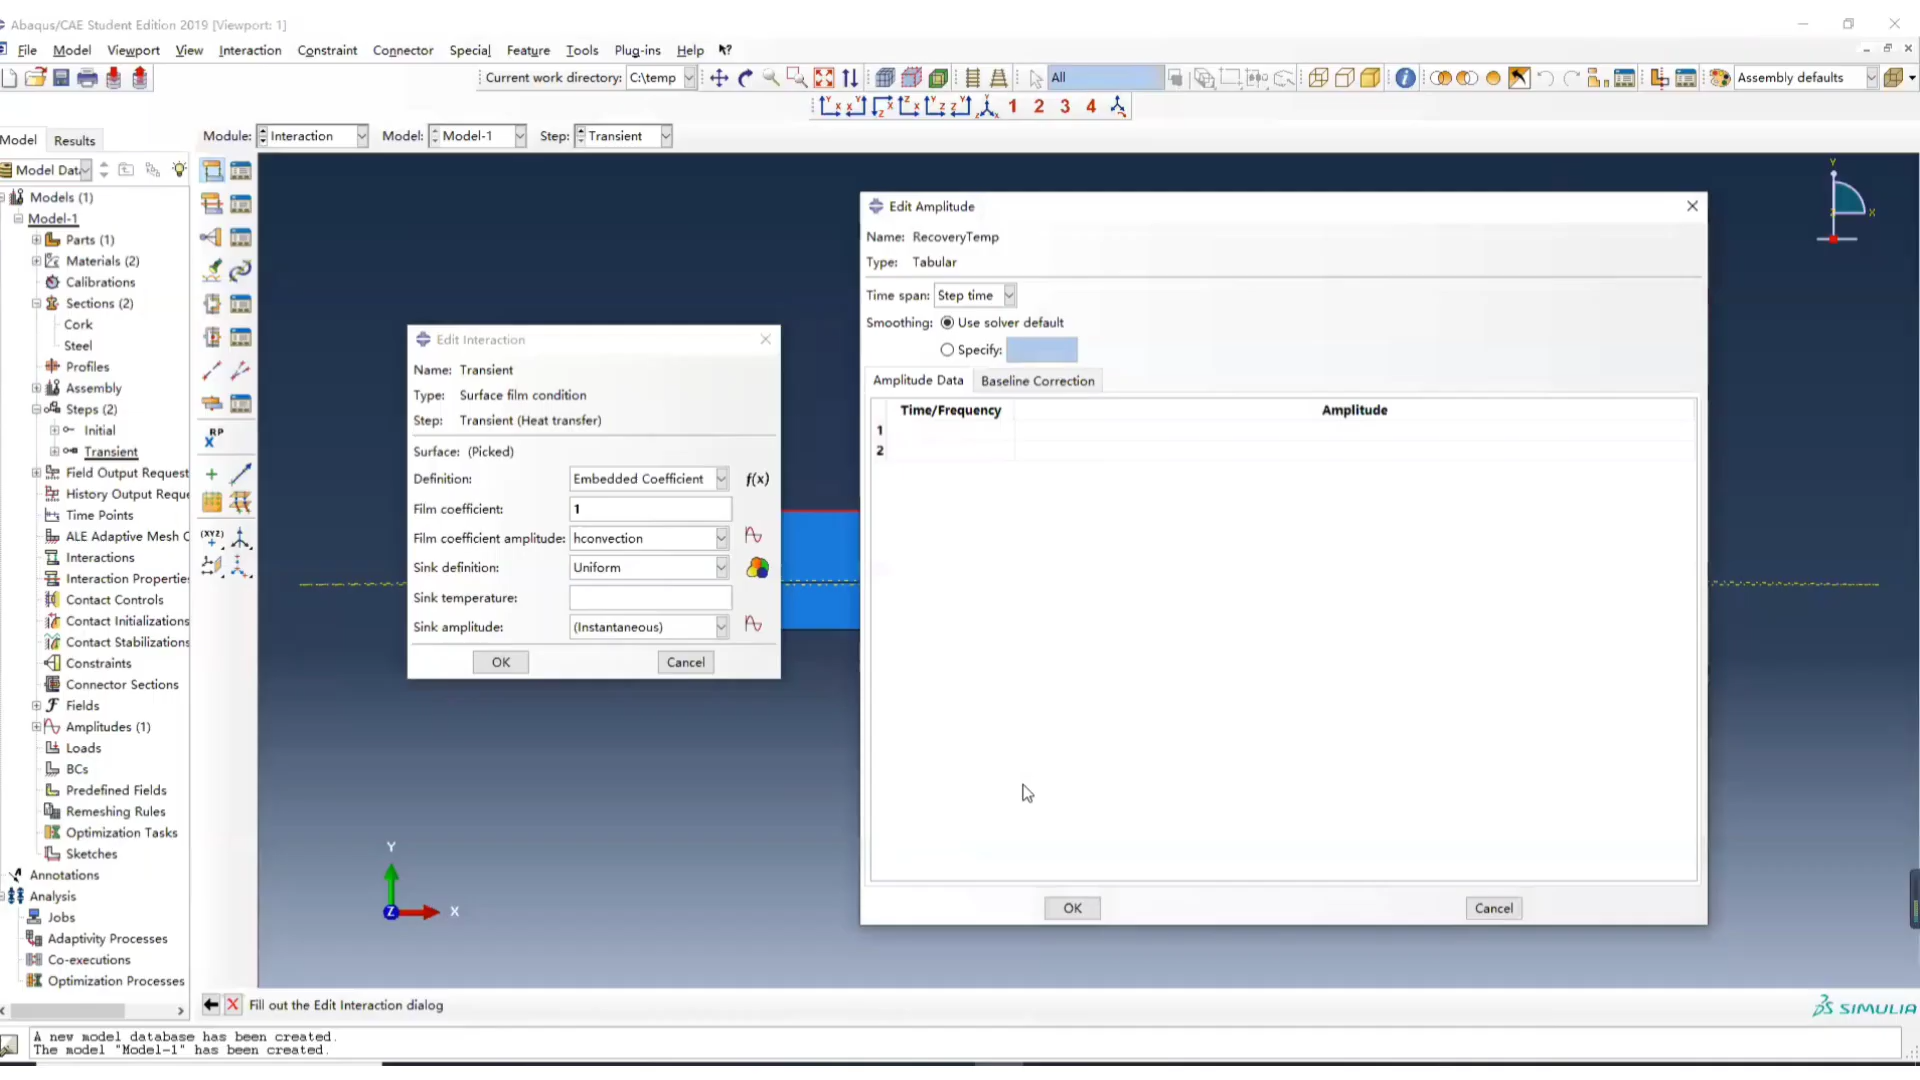 Abaqus/CAE Student Edition 2019 [Viewport: 1]
File Model Viewport View Interaction Constraint Connector Special Feature Tools Plug-ins Help
Current work directory: C:\temp All Assembly defaults
1 2 3 4
Model Results Module: Interaction Model: Model-1 Step: Transient
Model Dat
Models (1)
Model-1
Parts (1)
Materials (2)
Calibrations
Sections (2)
Cork
Steel
Profiles
Assembly
Steps (2)
Initial
Transient
Field Output Request
History Output Reque
Time Points
ALE Adaptive Mesh C
Interactions
Interaction Propertie
Contact Controls
Contact Initializations
Contact Stabilizations
Constraints
Connector Sections
Fields
Amplitudes (1)
Loads
BCs
Predefined Fields
Remeshing Rules
Optimization Tasks
Sketches
Annotations
Analysis
Jobs
Adaptivity Processes
Co-executions
Optimization Processes
RP
(XYZ)
Edit Interaction
Name: Transient
Type: Surface film condition
Step: Transient (Heat transfer)
Surface: (Picked)
Definition: Embedded Coefficient f(x)
Film coefficient: 1
Film coefficient amplitude: hconvection
Sink definition: Uniform
Sink temperature:
Sink amplitude: (Instantaneous)
OK Cancel
Edit Amplitude
Name: RecoveryTemp
Type: Tabular
Time span: Step time
Smoothing: Use solver default
Specify:
Amplitude Data Baseline Correction
Time/Frequency Amplitude
1
2
OK Cancel
Y
X
Y
Z X
Fill out the Edit Interaction dialog
SIMULIA
A new model database has been created.
The model "Model-1" has been created.